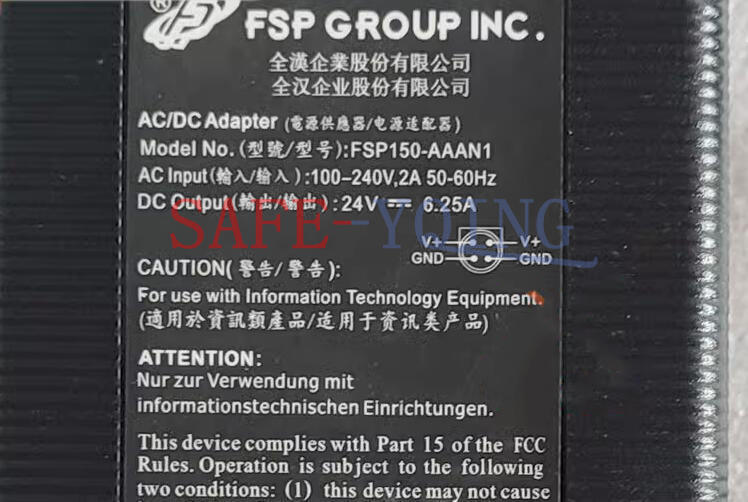 FSP GROUP INC.
全漢企業股份有限公司
全汉企业股份有限公司
AC/DC Adapter (電源供應器/电源适配器)
Model No.(型號/型号):FSP150-AAAN1
AC Input(輸入/输入):100-240V,2A 50-60Hz
DC Output(輸出/输出):24V ⎓ 6.25A
SAFE-YOING
V+ V+
GND GND
CAUTION(警告/警告):
For use with Information Technology Equipment.
(適用於資訊類產品/适用于资讯类产品)
ATTENTION:
Nur zur Verwendung mit
informationstechnischen Einrichtungen.
This device complies with Part 15 of the FCC
Rules. Operation is subject to the following
two conditions: (1) this device may not cause